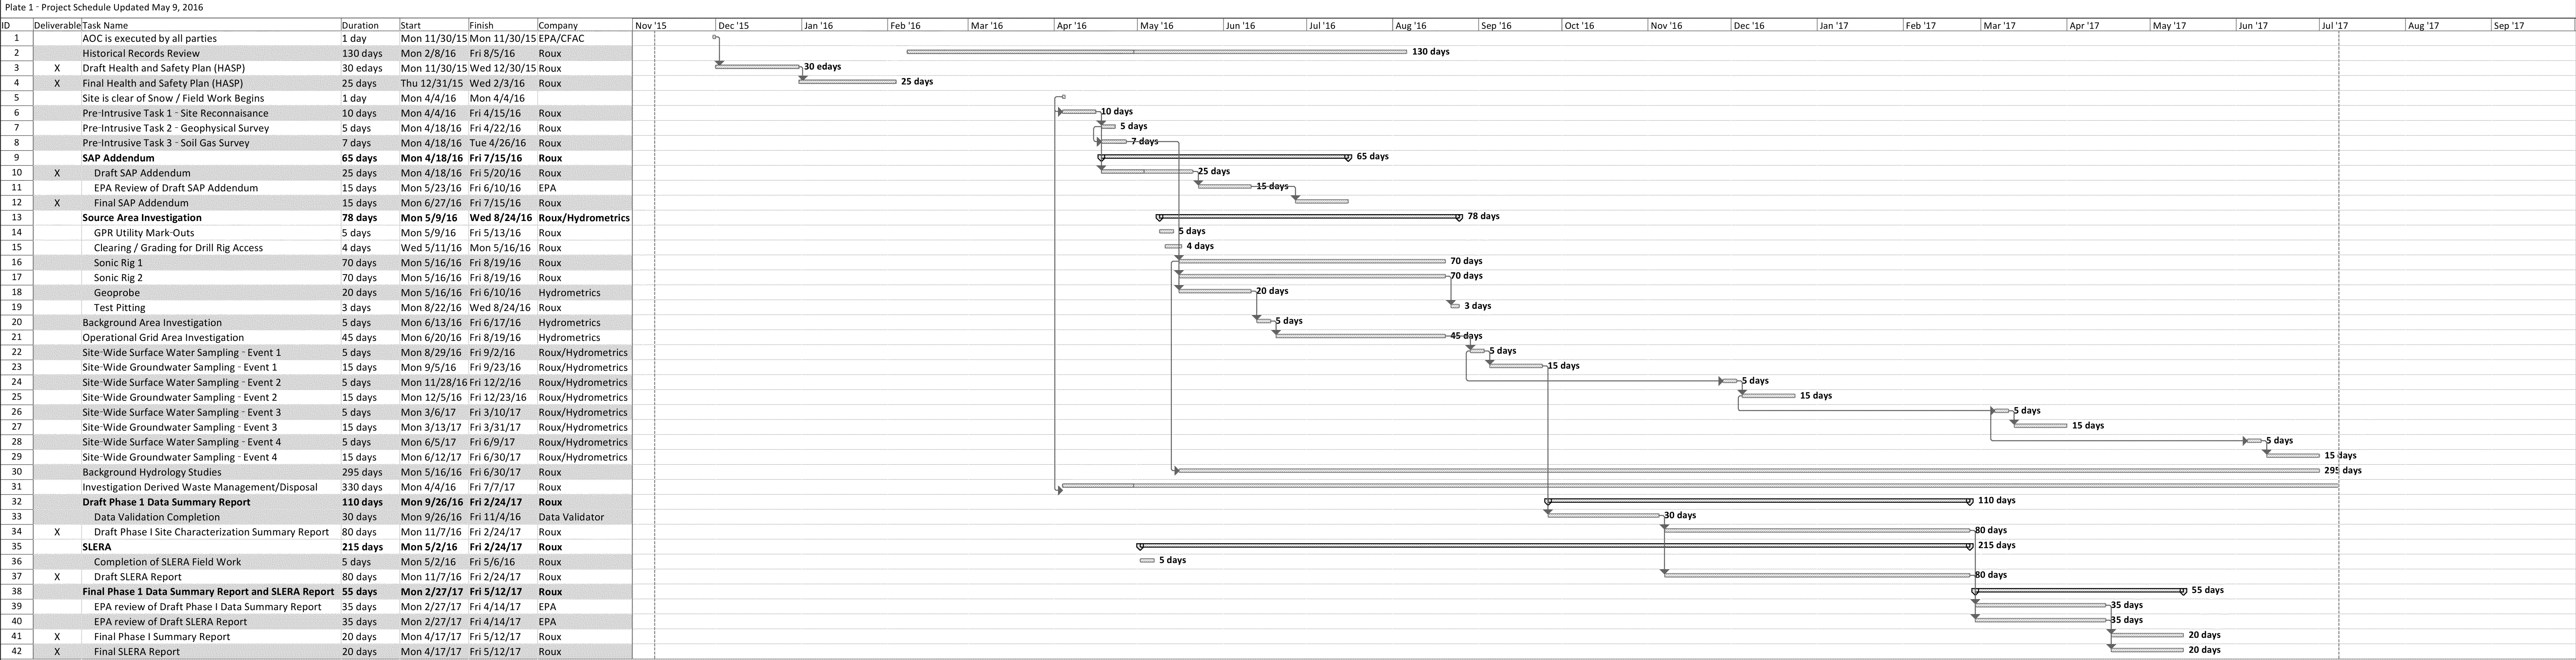 Plate 1 - Project Schedule Updated May 9, 2016
ID Deliverable Task Name Duration Start Finish Company Nov '15 Dec '15 Jan '16 Feb '16 Mar '16 Apr '16 May '16 Jun '16 Jul '16 Aug '16 Sep '16 Oct '16 Nov '16 Dec '16 Jan '17 Feb '17 Mar '17 Apr '17 May '17 Jun '17 Jul '17 Aug '17 Sep '17
1 AOC is executed by all parties 1 day Mon 11/30/15 Mon 11/30/15 EPA/CFAC
2 Historical Records Review 130 days Mon 2/8/16 Fri 8/5/16 Roux 130 days
3 X Draft Health and Safety Plan (HASP) 30 edays Mon 11/30/15 Wed 12/30/15 Roux 30 edays
4 X Final Health and Safety Plan (HASP) 25 days Thu 12/31/15 Wed 2/3/16 Roux 25 days
5 Site is clear of Snow / Field Work Begins 1 day Mon 4/4/16 Mon 4/4/16
6 Pre-Intrusive Task 1 - Site Reconnaisance 10 days Mon 4/4/16 Fri 4/15/16 Roux 10 days
7 Pre-Intrusive Task 2 - Geophysical Survey 5 days Mon 4/18/16 Fri 4/22/16 Roux 5 days
8 Pre-Intrusive Task 3 - Soil Gas Survey 7 days Mon 4/18/16 Tue 4/26/16 Roux 7 days
9 SAP Addendum 65 days Mon 4/18/16 Fri 7/15/16 Roux 65 days
10 X Draft SAP Addendum 25 days Mon 4/18/16 Fri 5/20/16 Roux 25 days
11 EPA Review of Draft SAP Addendum 15 days Mon 5/23/16 Fri 6/10/16 EPA 15 days
12 X Final SAP Addendum 15 days Mon 6/27/16 Fri 7/15/16 Roux
13 Source Area Investigation 78 days Mon 5/9/16 Wed 8/24/16 Roux/Hydrometrics 78 days
14 GPR Utility Mark-Outs 5 days Mon 5/9/16 Fri 5/13/16 Roux 5 days
15 Clearing / Grading for Drill Rig Access 4 days Wed 5/11/16 Mon 5/16/16 Roux 4 days
16 Sonic Rig 1 70 days Mon 5/16/16 Fri 8/19/16 Roux 70 days
17 Sonic Rig 2 70 days Mon 5/16/16 Fri 8/19/16 Roux 70 days
18 Geoprobe 20 days Mon 5/16/16 Fri 6/10/16 Hydrometrics 20 days
19 Test Pitting 3 days Mon 8/22/16 Wed 8/24/16 Roux 3 days
20 Background Area Investigation 5 days Mon 6/13/16 Fri 6/17/16 Hydrometrics 5 days
21 Operational Grid Area Investigation 45 days Mon 6/20/16 Fri 8/19/16 Hydrometrics 45 days
22 Site-Wide Surface Water Sampling - Event 1 5 days Mon 8/29/16 Fri 9/2/16 Roux/Hydrometrics 5 days
23 Site-Wide Groundwater Sampling - Event 1 15 days Mon 9/5/16 Fri 9/23/16 Roux/Hydrometrics 15 days
24 Site-Wide Surface Water Sampling - Event 2 5 days Mon 11/28/16 Fri 12/2/16 Roux/Hydrometrics 5 days
25 Site-Wide Groundwater Sampling - Event 2 15 days Mon 12/5/16 Fri 12/23/16 Roux/Hydrometrics 15 days
26 Site-Wide Surface Water Sampling - Event 3 5 days Mon 3/6/17 Fri 3/10/17 Roux/Hydrometrics 5 days
27 Site-Wide Groundwater Sampling - Event 3 15 days Mon 3/13/17 Fri 3/31/17 Roux/Hydrometrics 15 days
28 Site-Wide Surface Water Sampling - Event 4 5 days Mon 6/5/17 Fri 6/9/17 Roux/Hydrometrics 5 days
29 Site-Wide Groundwater Sampling - Event 4 15 days Mon 6/12/17 Fri 6/30/17 Roux/Hydrometrics 15 days
30 Background Hydrology Studies 295 days Mon 5/16/16 Fri 6/30/17 Roux 295 days
31 Investigation Derived Waste Management/Disposal 330 days Mon 4/4/16 Fri 7/7/17 Roux
32 Draft Phase 1 Data Summary Report 110 days Mon 9/26/16 Fri 2/24/17 Roux 110 days
33 Data Validation Completion 30 days Mon 9/26/16 Fri 11/4/16 Data Validator 30 days
34 X Draft Phase I Site Characterization Summary Report 80 days Mon 11/7/16 Fri 2/24/17 Roux 80 days
35 SLERA 215 days Mon 5/2/16 Fri 2/24/17 Roux 215 days
36 Completion of SLERA Field Work 5 days Mon 5/2/16 Fri 5/6/16 Roux 5 days
37 X Draft SLERA Report 80 days Mon 11/7/16 Fri 2/24/17 Roux 80 days
38 Final Phase 1 Data Summary Report and SLERA Report 55 days Mon 2/27/17 Fri 5/12/17 Roux 55 days
39 EPA review of Draft Phase I Data Summary Report 35 days Mon 2/27/17 Fri 4/14/17 EPA 35 days
40 EPA review of Draft SLERA Report 35 days Mon 2/27/17 Fri 4/14/17 EPA 35 days
41 X Final Phase I Summary Report 20 days Mon 4/17/17 Fri 5/12/17 Roux 20 days
42 X Final SLERA Report 20 days Mon 4/17/17 Fri 5/12/17 Roux 20 days